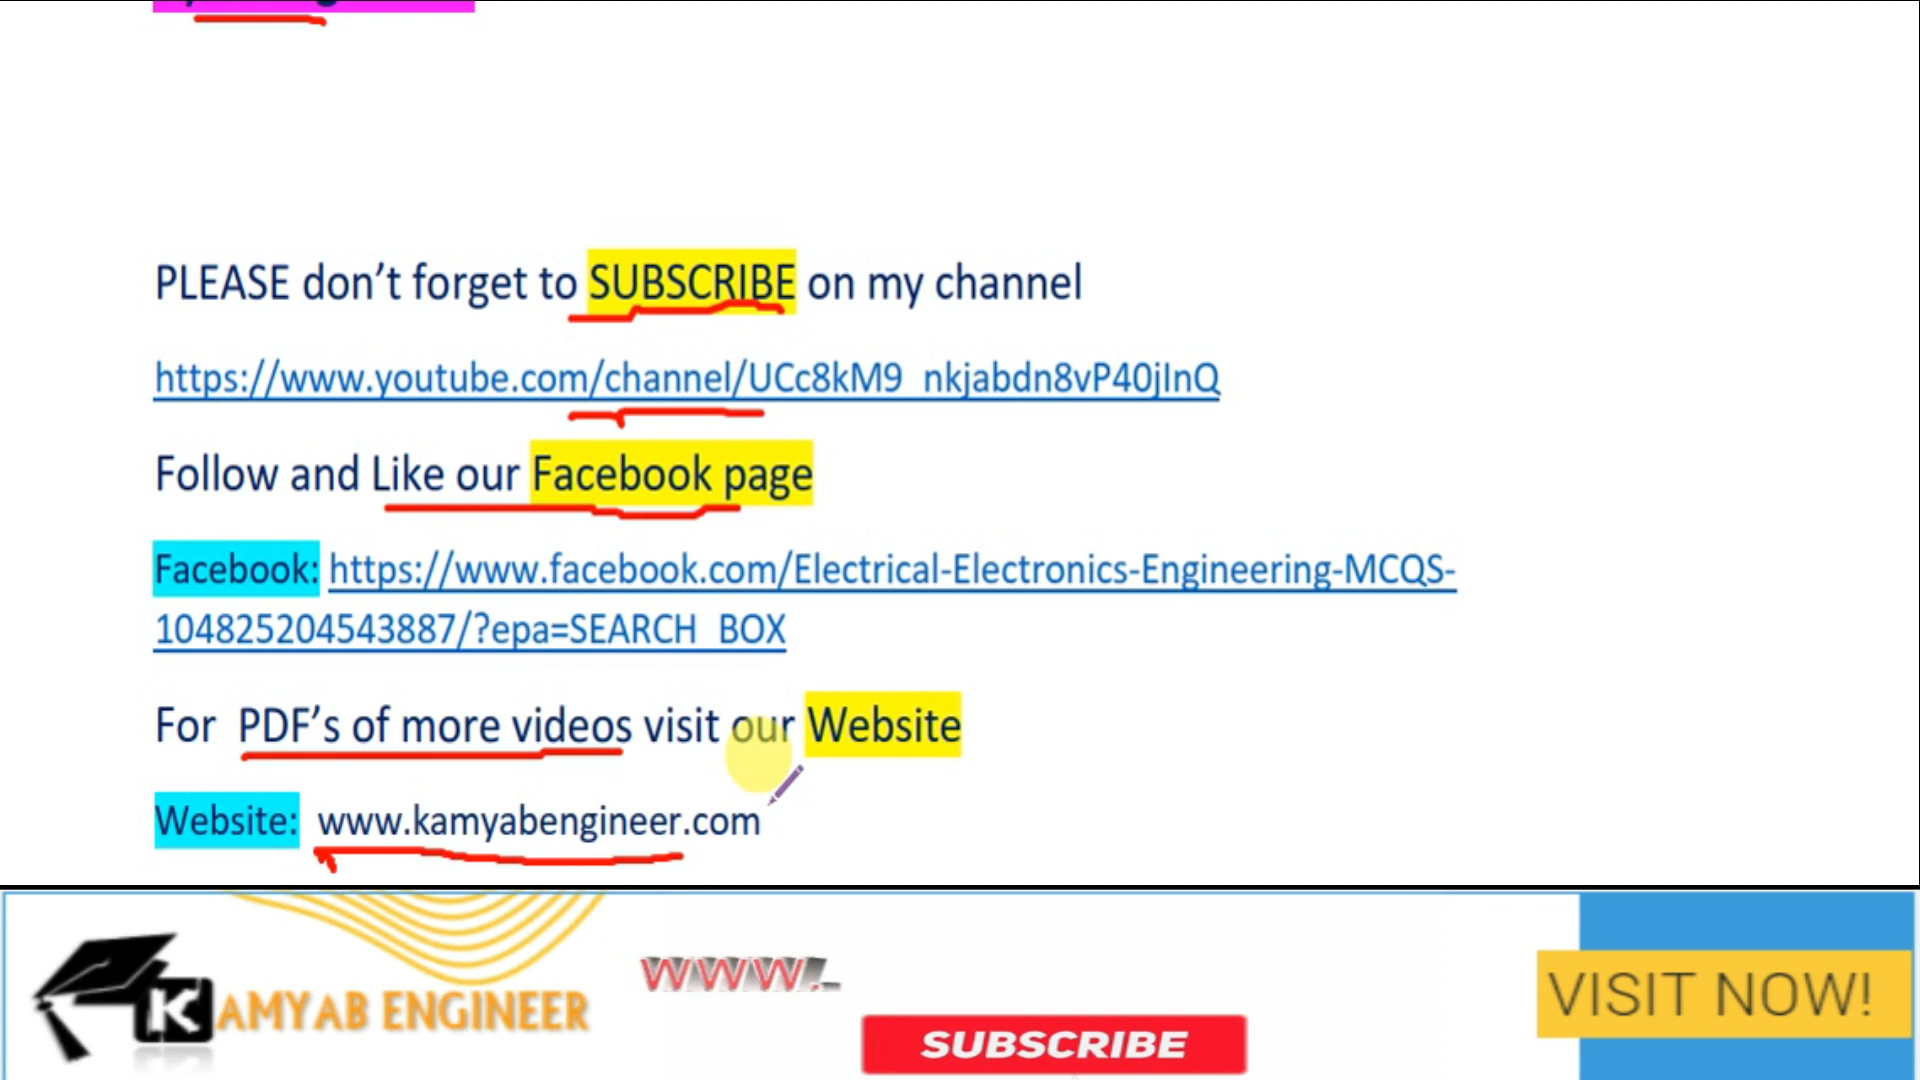 PLEASE don’t forget to SUBSCRIBE on my channel
https://www.youtube.com/channel/UCc8kM9_nkjabdn8vP40jInQ
Follow and Like our Facebook page
Facebook: https://www.facebook.com/Electrical-Electronics-Engineering-MCQS-
104825204543887/?epa=SEARCH_BOX
For PDF’s of more videos visit our Website
Website: www.kamyabengineer.com
KAMYAB ENGINEER
www.
SUBSCRIBE
VISIT NOW!